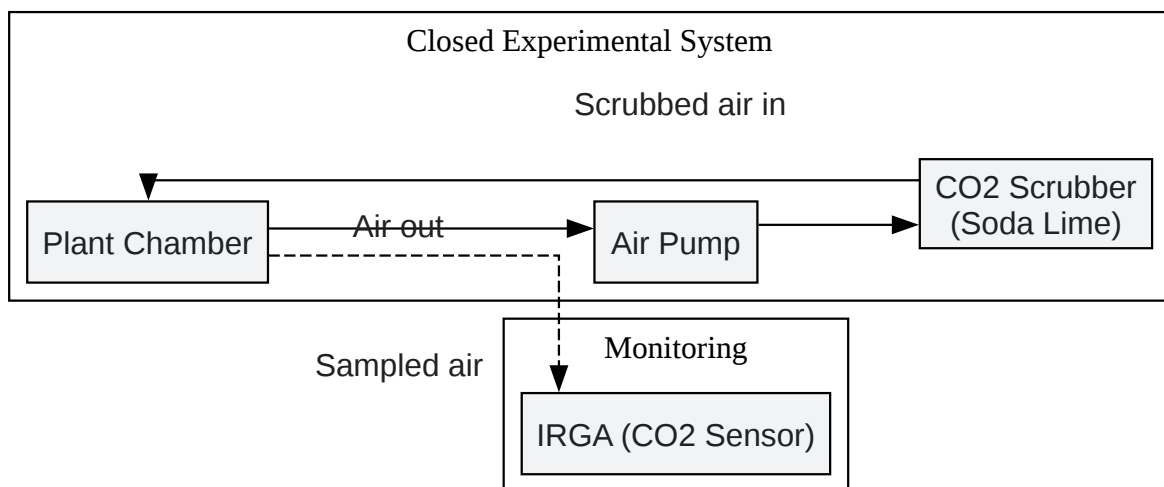 Closed Experimental System
Scrubbed air in
CO2 Scrubber
(Soda Lime)
Plant Chamber
Air out
Air Pump
Monitoring
Sampled air
IRGA (CO2 Sensor)